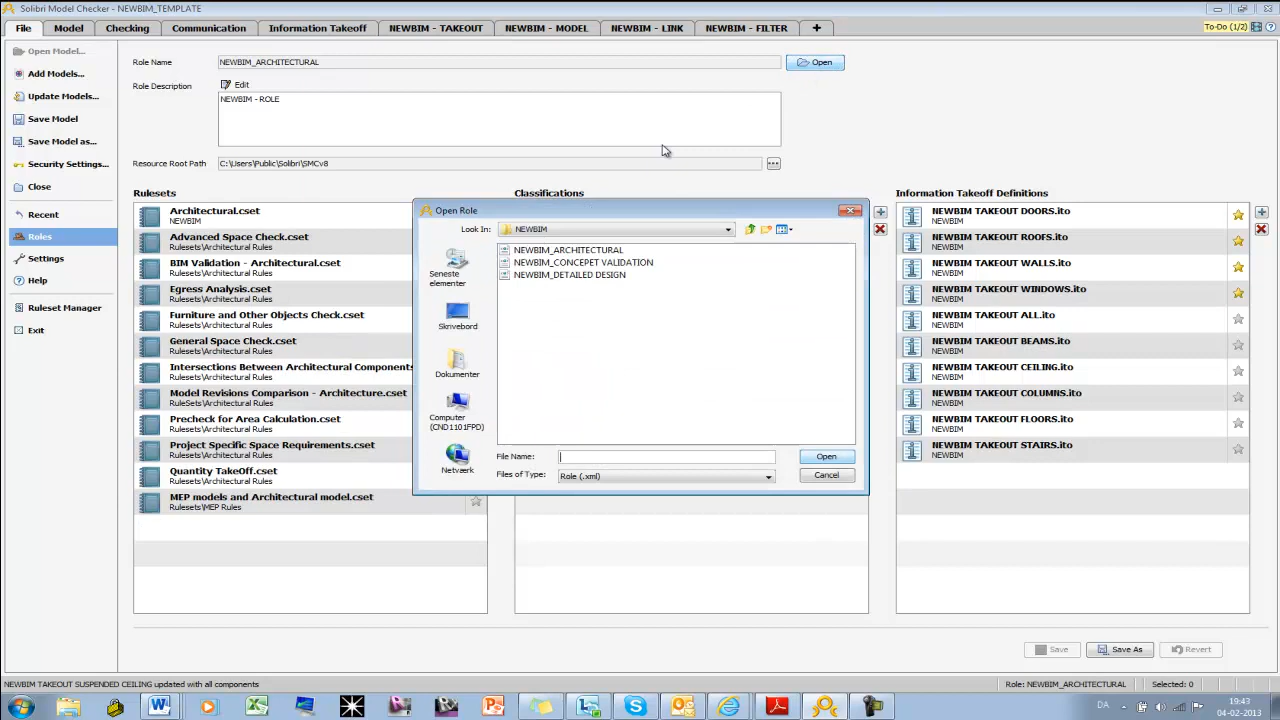 Solibri Model Checker - NEWBIM_TEMPLATE
File
Model
Checking
Communication
Information Takeoff
NEWBIM - TAKEOUT
NEWBIM - MODEL
NEWBIM - LINK
NEWBIM - FILTER
+
To-Do (1/2)
Open Model...
Add Models...
Update Models...
Save Model
Save Model as...
Security Settings...
Close
Recent
Roles
Settings
Help
Ruleset Manager
Exit
Role Name
NEWBIM_ARCHITECTURAL
Open
Role Description
Edit
NEWBIM - ROLE
Resource Root Path
C:\Users\Public\Solibri\SMCv8
Rulesets
Architectural.cset
NEWBIM
Advanced Space Check.cset
Rulesets\Architectural Rules
BIM Validation - Architectural.cset
Rulesets\Architectural Rules
Egress Analysis.cset
Rulesets\Architectural Rules
Furniture and Other Objects Check.cset
Rulesets\Architectural Rules
General Space Check.cset
Rulesets\Architectural Rules
Intersections Between Architectural Components
Rulesets\Architectural Rules
Model Revisions Comparison - Architecture.cset
RuleSets\Architectural Rules
Precheck for Area Calculation.cset
Rulesets\Architectural Rules
Project Specific Space Requirements.cset
Rulesets\Architectural Rules
Quantity TakeOff.cset
Rulesets\Architectural Rules
MEP models and Architectural model.cset
Rulesets\MEP Rules
Classifications
Open Role
Look In:
NEWBIM
NEWBIM_ARCHITECTURAL
NEWBIM_CONCEPET VALIDATION
NEWBIM_DETAILED DESIGN
Seneste
elementer
Skrivebord
Dokumenter
Computer
(CND1101FPD)
Netværk
File Name:
Open
Files of Type:
Role (.xml)
Cancel
Information Takeoff Definitions
NEWBIM TAKEOUT DOORS.ito
NEWBIM
NEWBIM TAKEOUT ROOFS.ito
NEWBIM
NEWBIM TAKEOUT WALLS.ito
NEWBIM
NEWBIM TAKEOUT WINDOWS.ito
NEWBIM
NEWBIM TAKEOUT ALL.ito
NEWBIM
NEWBIM TAKEOUT BEAMS.ito
NEWBIM
NEWBIM TAKEOUT CEILING.ito
NEWBIM
NEWBIM TAKEOUT COLUMNS.ito
NEWBIM
NEWBIM TAKEOUT FLOORS.ito
NEWBIM
NEWBIM TAKEOUT STAIRS.ito
NEWBIM
Save
Save As
Revert
NEWBIM TAKEOUT SUSPENDED CEILING updated with all components
Role: NEWBIM_ARCHITECTURAL
Selected: 0
DA
19:43
04-02-2013